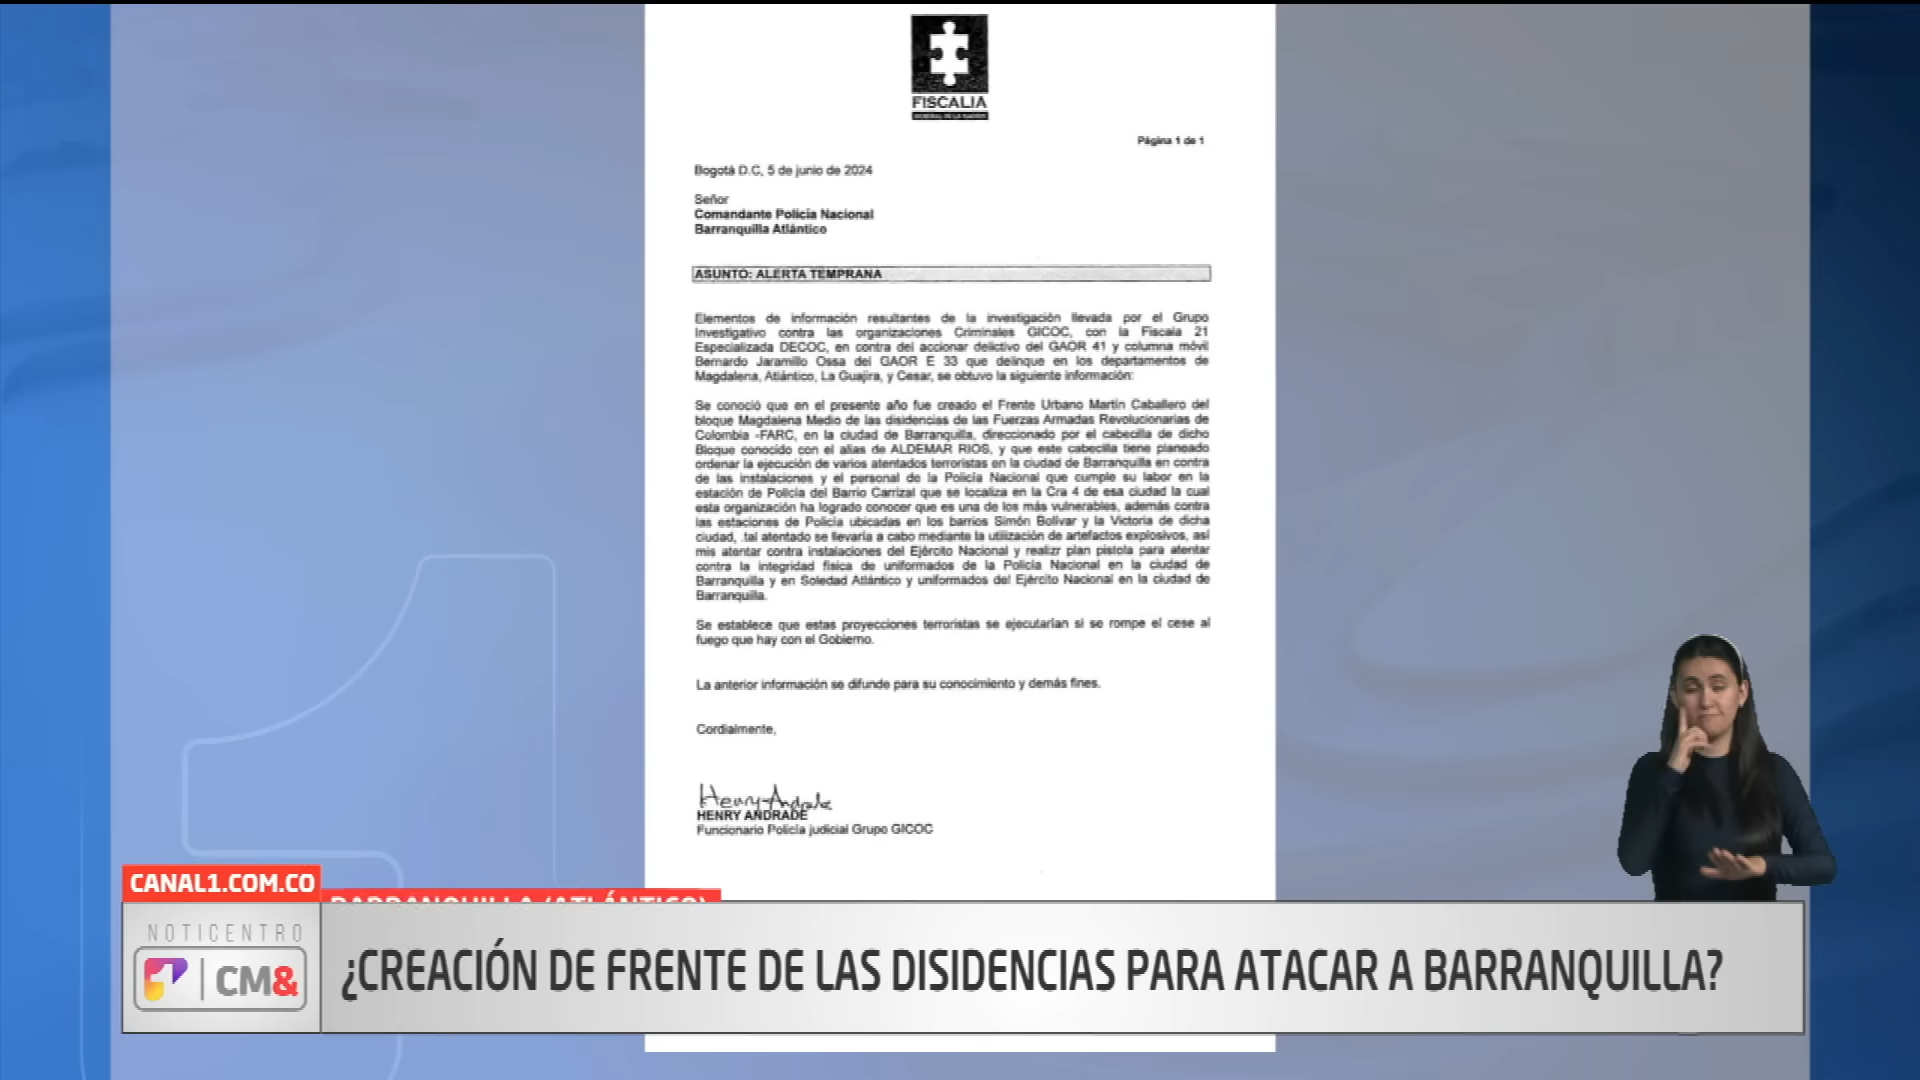 FISCALIA
GENERAL DE LA NACION
Página 1 de 1
Bogotá D.C, 5 de junio de 2024
Señor
Comandante Policía Nacional
Barranquilla Atlántico
ASUNTO: ALERTA TEMPRANA
Elementos de información resultantes de la investigación llevada por el Grupo
Investigativo contra las organizaciones Criminales GICOC, con la Fiscala 21
Especializada DECOC, en contra del accionar delictivo del GAOR 41 y columna móvil
Bernardo Jaramillo Ossa del GAOR E 33 que delinque en los departamentos de
Magdalena, Atlántico, La Guajira, y Cesar, se obtuvo la siguiente información:
Se conoció que en el presente año fue creado el Frente Urbano Martín Caballero del
bloque Magdalena Medio de las disidencias de las Fuerzas Armadas Revolucionarias de
Colombia -FARC, en la ciudad de Barranquilla, direccionado por el cabecilla de dicho
Bloque conocido con el alias de ALDEMAR RIOS, y que este cabecilla tiene planeado
ordenar la ejecución de varios atentados terroristas en la ciudad de Barranquilla en contra
de las instalaciones y el personal de la Policía Nacional que cumple su labor en la
estación de Policía del Barrio Carrizal que se localiza en la Cra 4 de esa ciudad la cual
esta organización ha logrado conocer que es una de los más vulnerables, además contra
las estaciones de Policía ubicadas en los barrios Simón Bolívar y la Victoria de dicha
ciudad, .tal atentado se llevaría a cabo mediante la utilización de artefactos explosivos, así
mis atentar contra instalaciones del Ejército Nacional y realizr plan pistola para atentar
contra la integridad física de uniformados de la Policía Nacional en la ciudad de
Barranquilla y en Soledad Atlántico y uniformados del Ejército Nacional en la ciudad de
Barranquilla.
Se establece que estas proyecciones terroristas se ejecutarían si se rompe el cese al
fuego que hay con el Gobierno.
La anterior información se difunde para su conocimiento y demás fines.
Cordialmente,
Henry Andrade
HENRY ANDRADE
Funcionario Policía judicial Grupo GICOC
CANAL1.COM.CO
BARRANQUILLA (ATLÁNTICO)
NOTICENTRO
1 | CM&
¿CREACIÓN DE FRENTE DE LAS DISIDENCIAS PARA ATACAR A BARRANQUILLA?